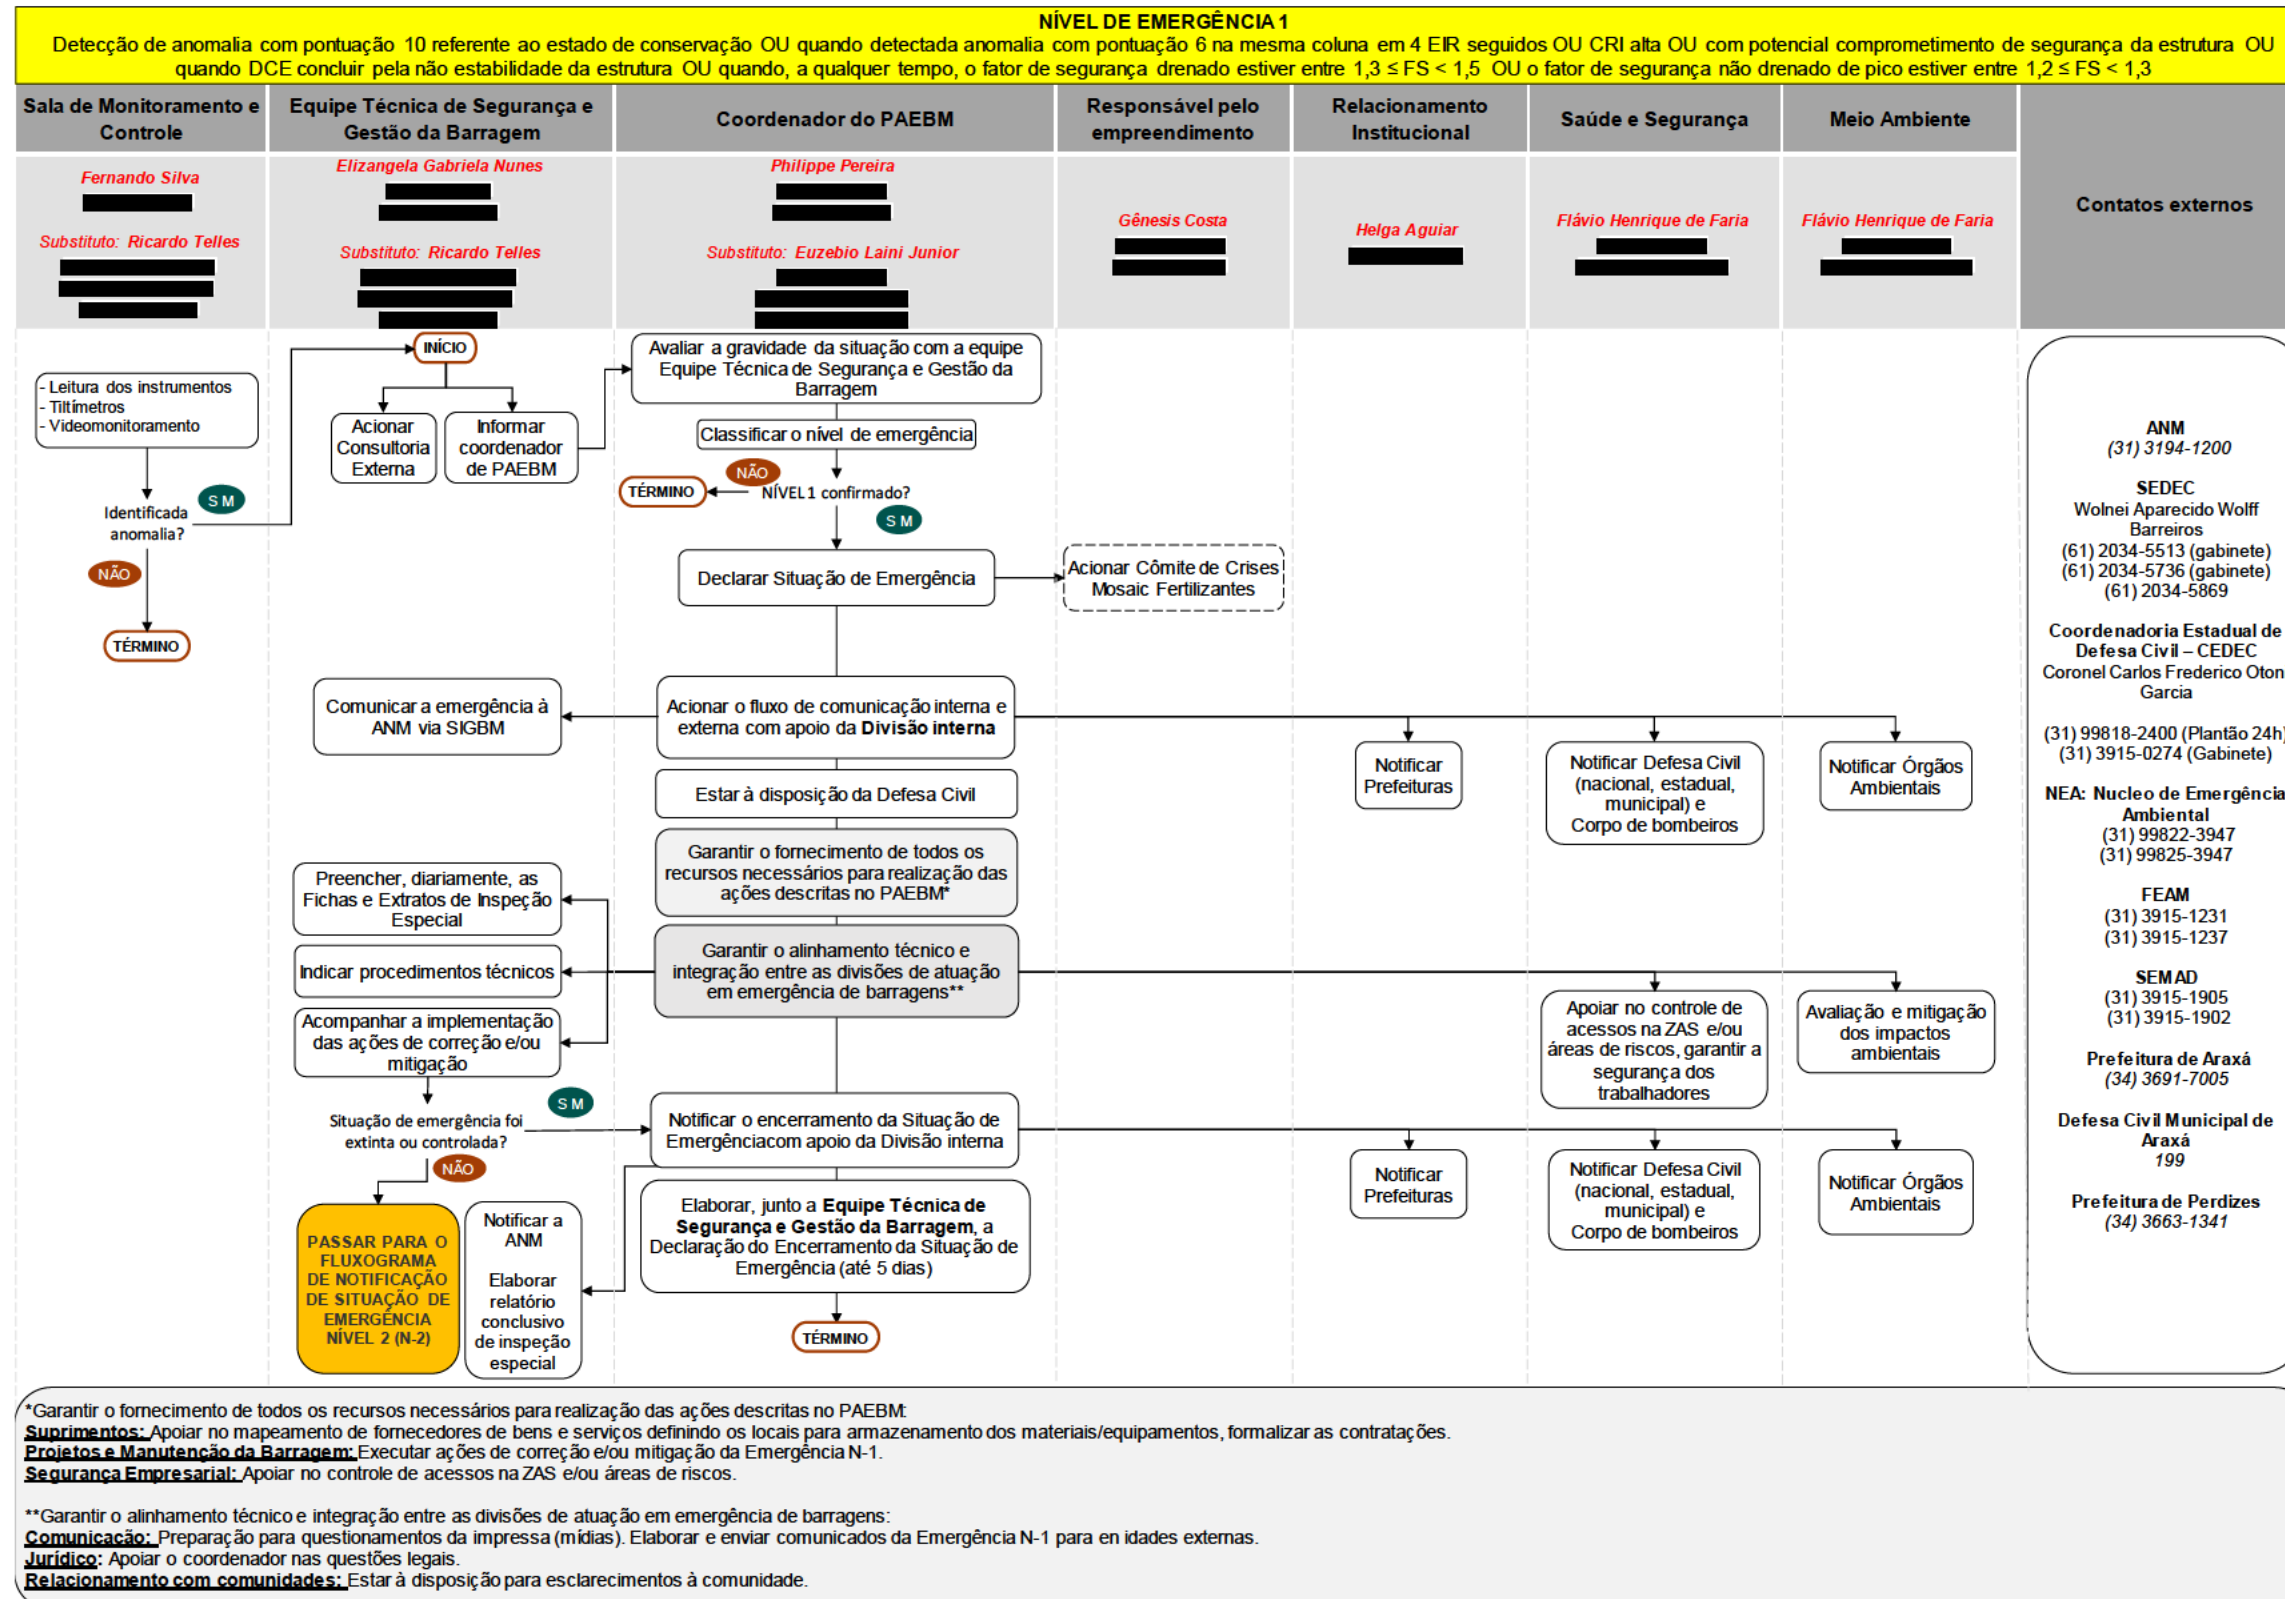 NÍVEL DE EMERGÊNCIA 1
Detecção de anomalia com pontuação 10 referente ao estado de conservação OU quando detectada anomalia com pontuação 6 na mesma coluna em 4 EIR seguidos OU CRI alta OU com potencial comprometimento de segurança da estrutura OU
quando DCE concluir pela não estabilidade da estrutura OU quando, a qualquer tempo, o fator de segurança drenado estiver entre 1,3 ≤ FS < 1,5 OU o fator de segurança não drenado de pico estiver entre 1,2 ≤ FS < 1,3
Sala de Monitoramento e
Controle
Equipe Técnica de Segurança e
Gestão da Barragem
Coordenador do PAEBM
Responsável pelo
empreendimento
Relacionamento
Institucional
Saúde e Segurança
Meio Ambiente
Contatos externos
Fernando Silva
Substituto: Ricardo Telles
Elizangela Gabriela Nunes
Substituto: Ricardo Telles
Philippe Pereira
Substituto: Euzebio Laini Junior
Gênesis Costa
Helga Aguiar
Flávio Henrique de Faria
Flávio Henrique de Faria
- Leitura dos instrumentos
- Tiltímetros
- Videomonitoramento
Identificada
anomalia?
S M
NÃO
TÉRMINO
INÍCIO
Acionar
Consultoria
Externa
Informar
coordenador
de PAEBM
Avaliar a gravidade da situação com a equipe
Equipe Técnica de Segurança e Gestão da
Barragem
Classificar o nível de emergência
NÃO
TÉRMINO
NÍVEL 1 confirmado?
S M
Declarar Situação de Emergência
Acionar Cômite de Crises
Mosaic Fertilizantes
Comunicar a emergência à
ANM via SIGBM
Acionar o fluxo de comunicação interna e
externa com apoio da Divisão interna
Notificar
Prefeituras
Notificar Defesa Civil
(nacional, estadual,
municipal) e
Corpo de bombeiros
Notificar Órgãos
Ambientais
Estar à disposição da Defesa Civil
Garantir o fornecimento de todos os
recursos necessários para realização das
ações descritas no PAEBM*
Preencher, diariamente, as
Fichas e Extratos de Inspeção
Especial
Indicar procedimentos técnicos
Acompanhar a implementação
das ações de correção e/ou
mitigação
Garantir o alinhamento técnico e
integração entre as divisões de atuação
em emergência de barragens**
Apoiar no controle de
acessos na ZAS e/ou
áreas de riscos, garantir a
segurança dos
trabalhadores
Avaliação e mitigação
dos impactos
ambientais
Situação de emergência foi
extinta ou controlada?
S M
NÃO
Notificar o encerramento da Situação de
Emergênciacom apoio da Divisão interna
Notificar
Prefeituras
Notificar Defesa Civil
(nacional, estadual,
municipal) e
Corpo de bombeiros
Notificar Órgãos
Ambientais
PASSAR PARA O
FLUXOGRAMA
DE NOTIFICAÇÃO
DE SITUAÇÃO DE
EMERGÊNCIA
NÍVEL 2 (N-2)
Notificar a
ANM
Elaborar
relatório
conclusivo
de inspeção
especial
Elaborar, junto a Equipe Técnica de
Segurança e Gestão da Barragem, a
Declaração do Encerramento da Situação de
Emergência (até 5 dias)
TÉRMINO
ANM
(31) 3194-1200
SEDEC
Wolnei Aparecido Wolff
Barreiros
(61) 2034-5513 (gabinete)
(61) 2034-5736 (gabinete)
(61) 2034-5869
Coordenadoria Estadual de
Defesa Civil – CEDEC
Coronel Carlos Frederico Oton
Garcia
(31) 99818-2400 (Plantão 24h)
(31) 3915-0274 (Gabinete)
NEA: Nucleo de Emergência
Ambiental
(31) 99822-3947
(31) 99825-3947
FEAM
(31) 3915-1231
(31) 3915-1237
SEMAD
(31) 3915-1905
(31) 3915-1902
Prefeitura de Araxá
(34) 3691-7005
Defesa Civil Municipal de
Araxá
199
Prefeitura de Perdizes
(34) 3663-1341
*Garantir o fornecimento de todos os recursos necessários para realização das ações descritas no PAEBM:
Suprimentos: Apoiar no mapeamento de fornecedores de bens e serviços definindo os locais para armazenamento dos materiais/equipamentos, formalizar as contratações.
Projetos e Manutenção da Barragem: Executar ações de correção e/ou mitigação da Emergência N-1.
Segurança Empresarial: Apoiar no controle de acessos na ZAS e/ou áreas de riscos.
**Garantir o alinhamento técnico e integração entre as divisões de atuação em emergência de barragens:
Comunicação: Preparação para questionamentos da impressa (mídias). Elaborar e enviar comunicados da Emergência N-1 para en idades externas.
Jurídico: Apoiar o coordenador nas questões legais.
Relacionamento com comunidades: Estar à disposição para esclarecimentos à comunidade.